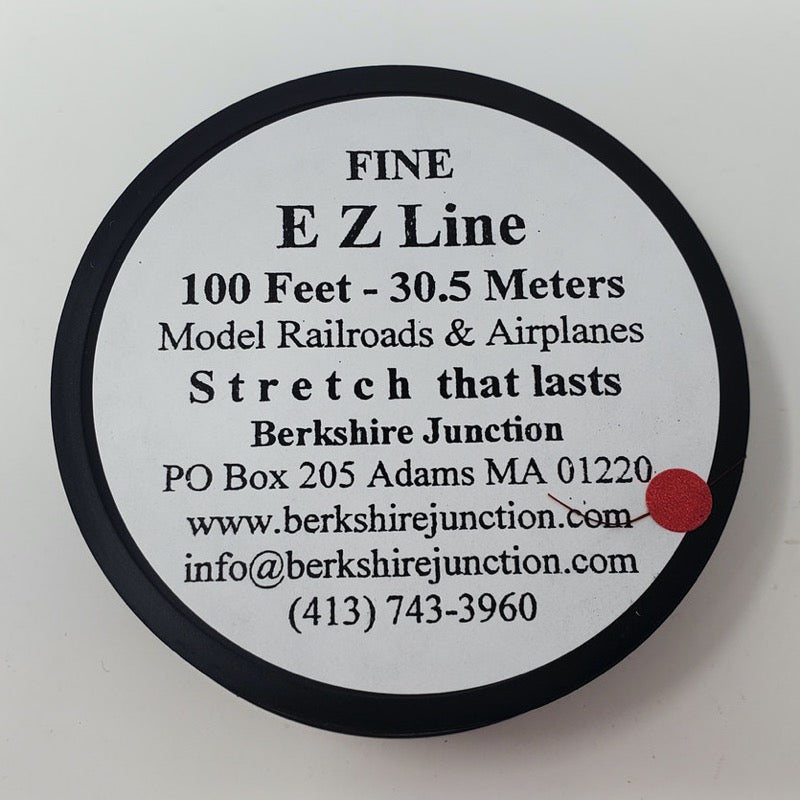 FINE
E Z Line
100 Feet - 30.5 Meters
Model Railroads & Airplanes
S t r e t c h that lasts
Berkshire Junction
PO Box 205 Adams MA 01220
www.berkshirejunction.com
info@berkshirejunction.com
(413) 743-3960